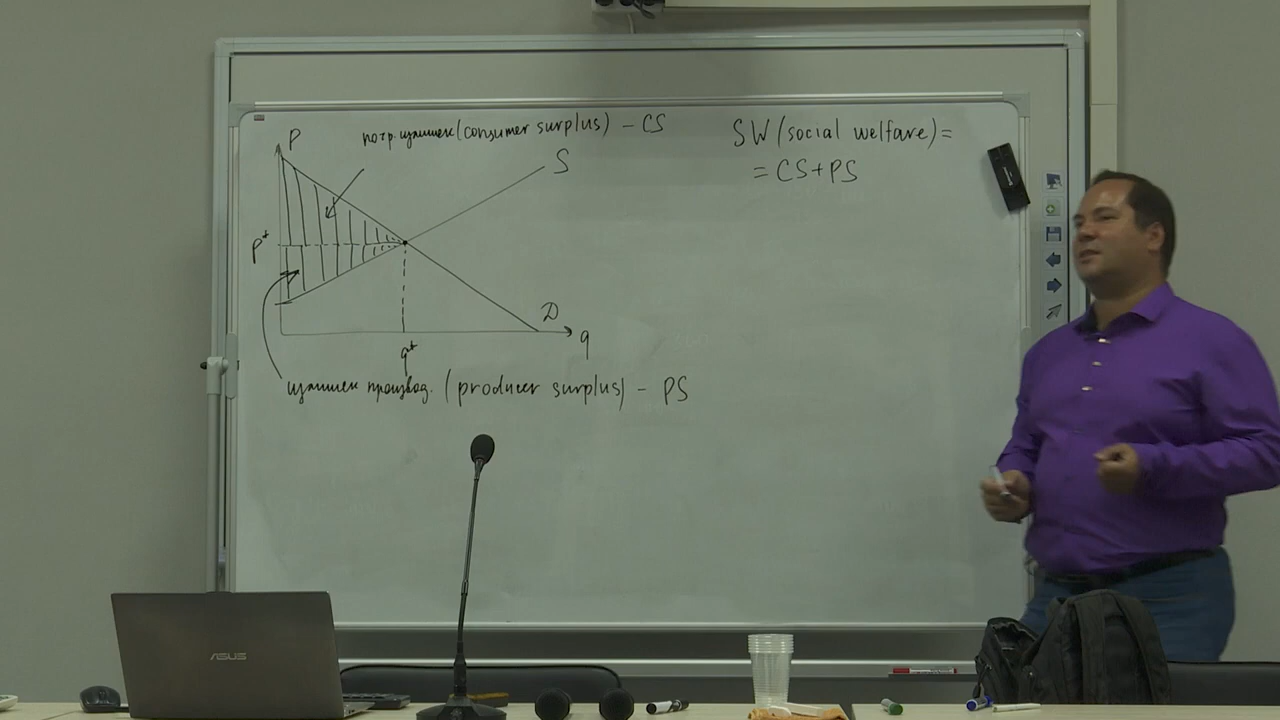 потр. излишек (consumer surplus) – CS
SW (social welfare) =
= CS+PS
P
S
P*
D
q
q*
излишек производ. (producer surplus) – PS
ASUS